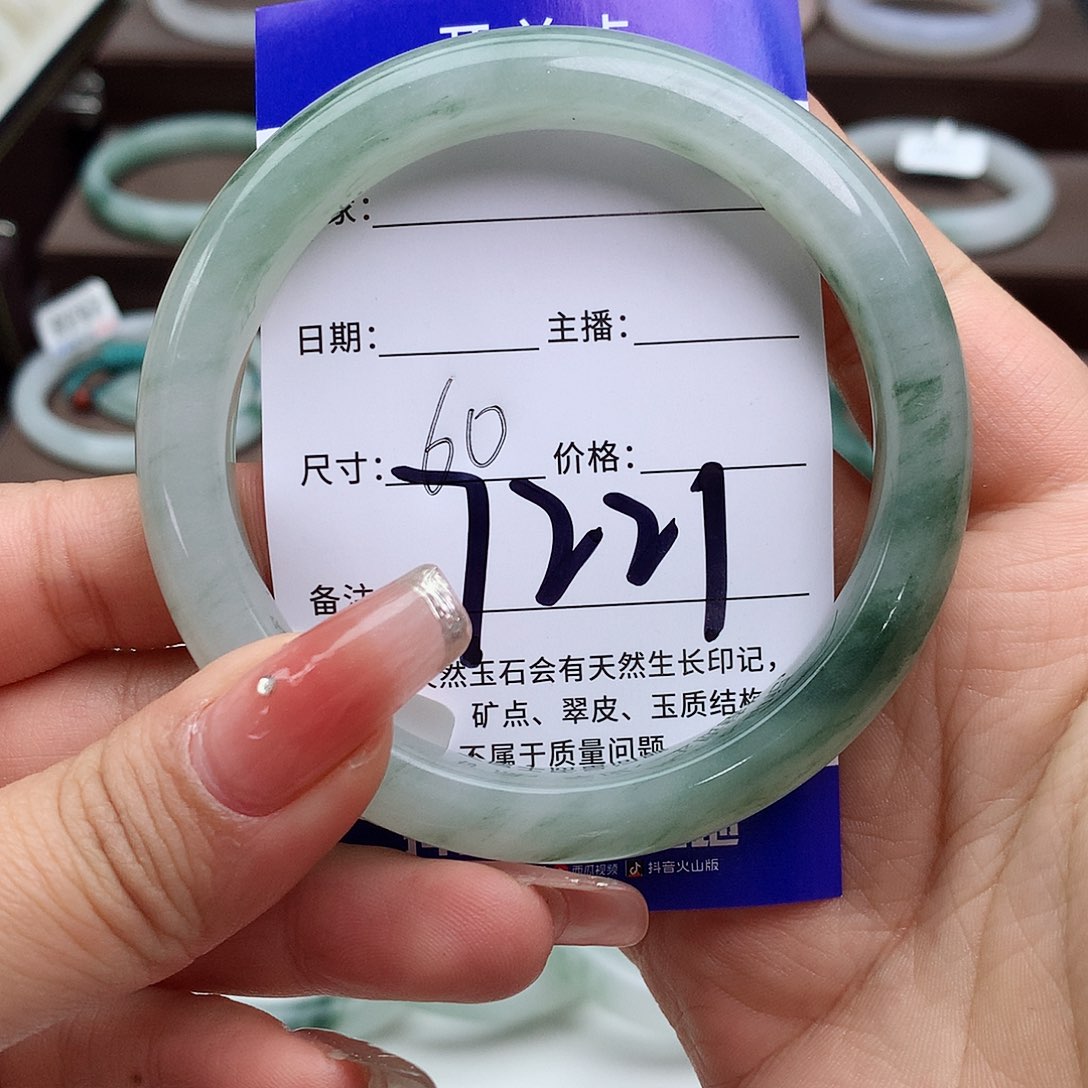 家：
日期： 主播：
尺寸：60 价格：
7221
备注
然玉石会有天然生长印记，
矿点、翠皮、玉质结构
不属于质量问题
西瓜视频 抖音火山版